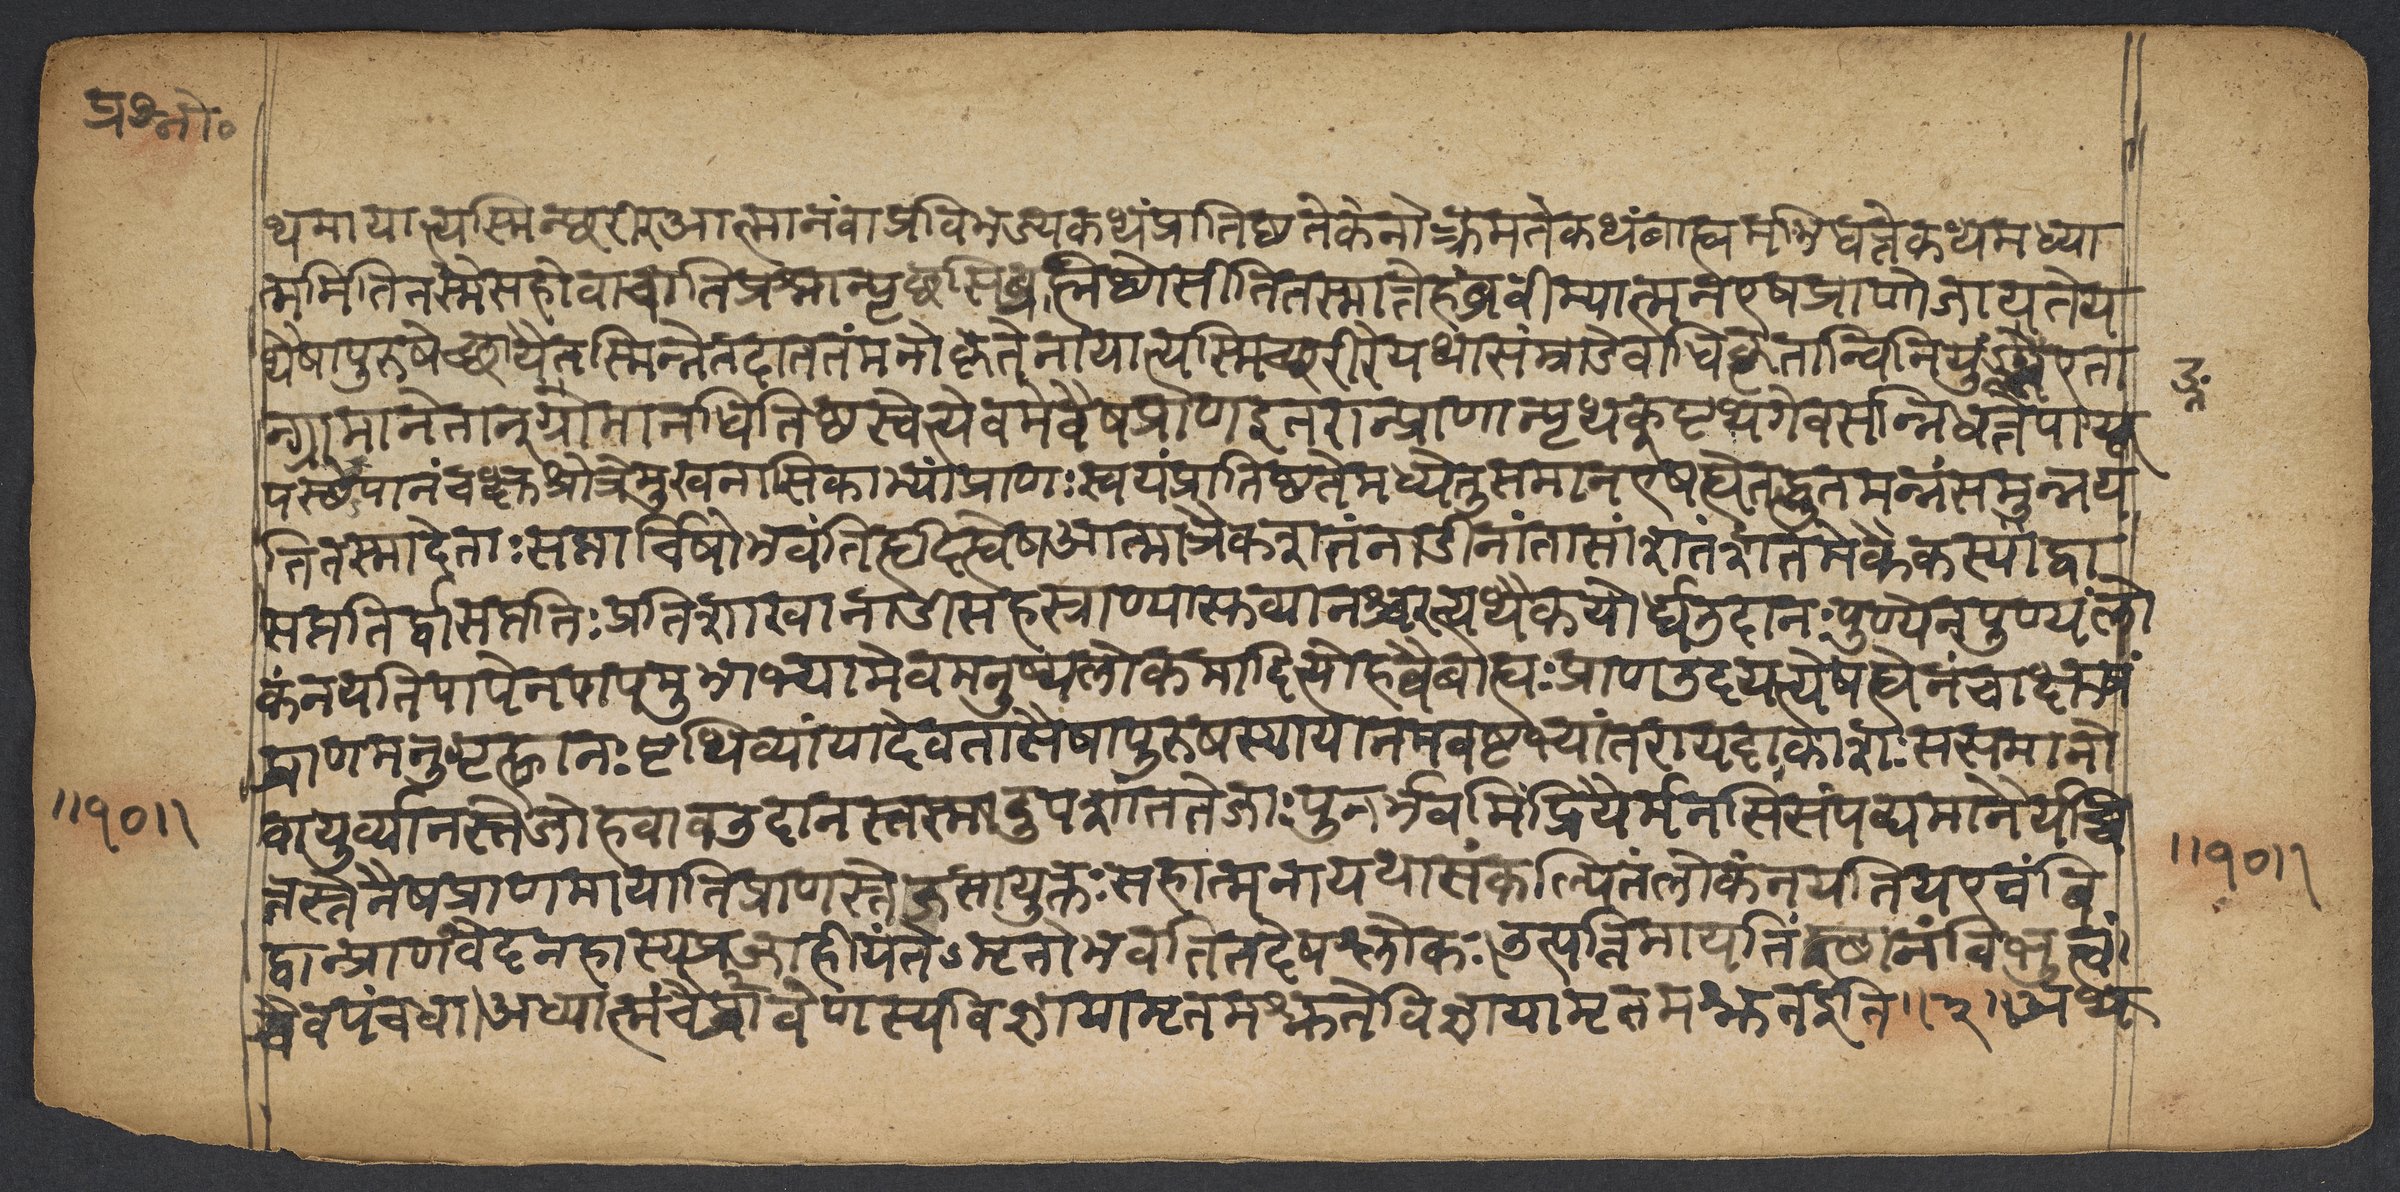 प्रश्नो॰
थमायात्यस्मिन्छरीरआत्मानंवाप्रविभज्यकथंप्रातिष्ठतेकेनोत्क्रमतेकथंबाह्यमभिधत्तेकथमध्या
त्ममितितस्मैसहोवाचातिप्रश्नान्पृछसिब्रह्मिष्ठोसीतितस्मात्तेहंब्रवीम्यात्मनएषप्राणोजायतेय
थैषापुरुषेच्छायैतस्मिन्नेतदाततंमनोकृतेनायात्यस्मिच्छरीरेयथासंम्राडेवाधिकृतान्विनियुंक्तेएता
न्ग्रामानेतान्ग्रामानधितिष्ठस्वेत्येवमेवैषप्राणइतरान्प्राणान्पृथक्पृथगेवसन्निधत्तेपायू
पस्थेपानंचक्षुश्रोत्रेमुखनासिकाभ्यांप्राणःस्वयंप्रातिष्ठतेमध्येतुसमानएषह्येतद्धुतमन्नंसमुन्नय
तितस्मादेताःसप्तार्चिषोभवंतिहृदिह्येषआत्मात्रैकशतंनाडीनांतासांशतंशतमेकैकस्याद्वा
सप्ततिर्द्वासप्ततिःप्रतिशाखानाडीसहस्त्राण्यास्कव्यानश्चरत्यथैकयोर्ध्वउदानःपुण्येनपुण्यंलो
कंनयतिपापेनपापमुभाभ्यामेवमनुष्यलोकमादित्योहवैबाह्यःप्राणउदयत्येषह्येनंचाक्षुषं
प्राणमनुगृह्णानःपृथिव्यांयादेवतासैषापुरुषस्यापानमवष्टभ्यांतरायदाकाशःससमानो
वायुर्व्यानस्तेजोहवावउदानस्तस्मादुपशांततेजाःपुनर्भवमिंद्रियैर्मनसिसंपद्यमानैर्यच्चि
त्तस्तेनैषप्राणमायातिप्राणस्तेजसायुक्तःसहात्मनायथासंकल्पितंलोकंनयतियएवंवि
द्वान्प्राणंवेदनहास्यप्रजाहीयंतेऽमृतोभवतितदेषश्लोकः।उत्पत्तिमायतिंस्थानंविभुत्वं।
चैवपंचधा।अध्यात्मंचैवप्राणस्यविज्ञायामृतमश्नुतेविज्ञायामृतमश्नुतइति॥३॥अथ
॥१०॥
॥१०॥